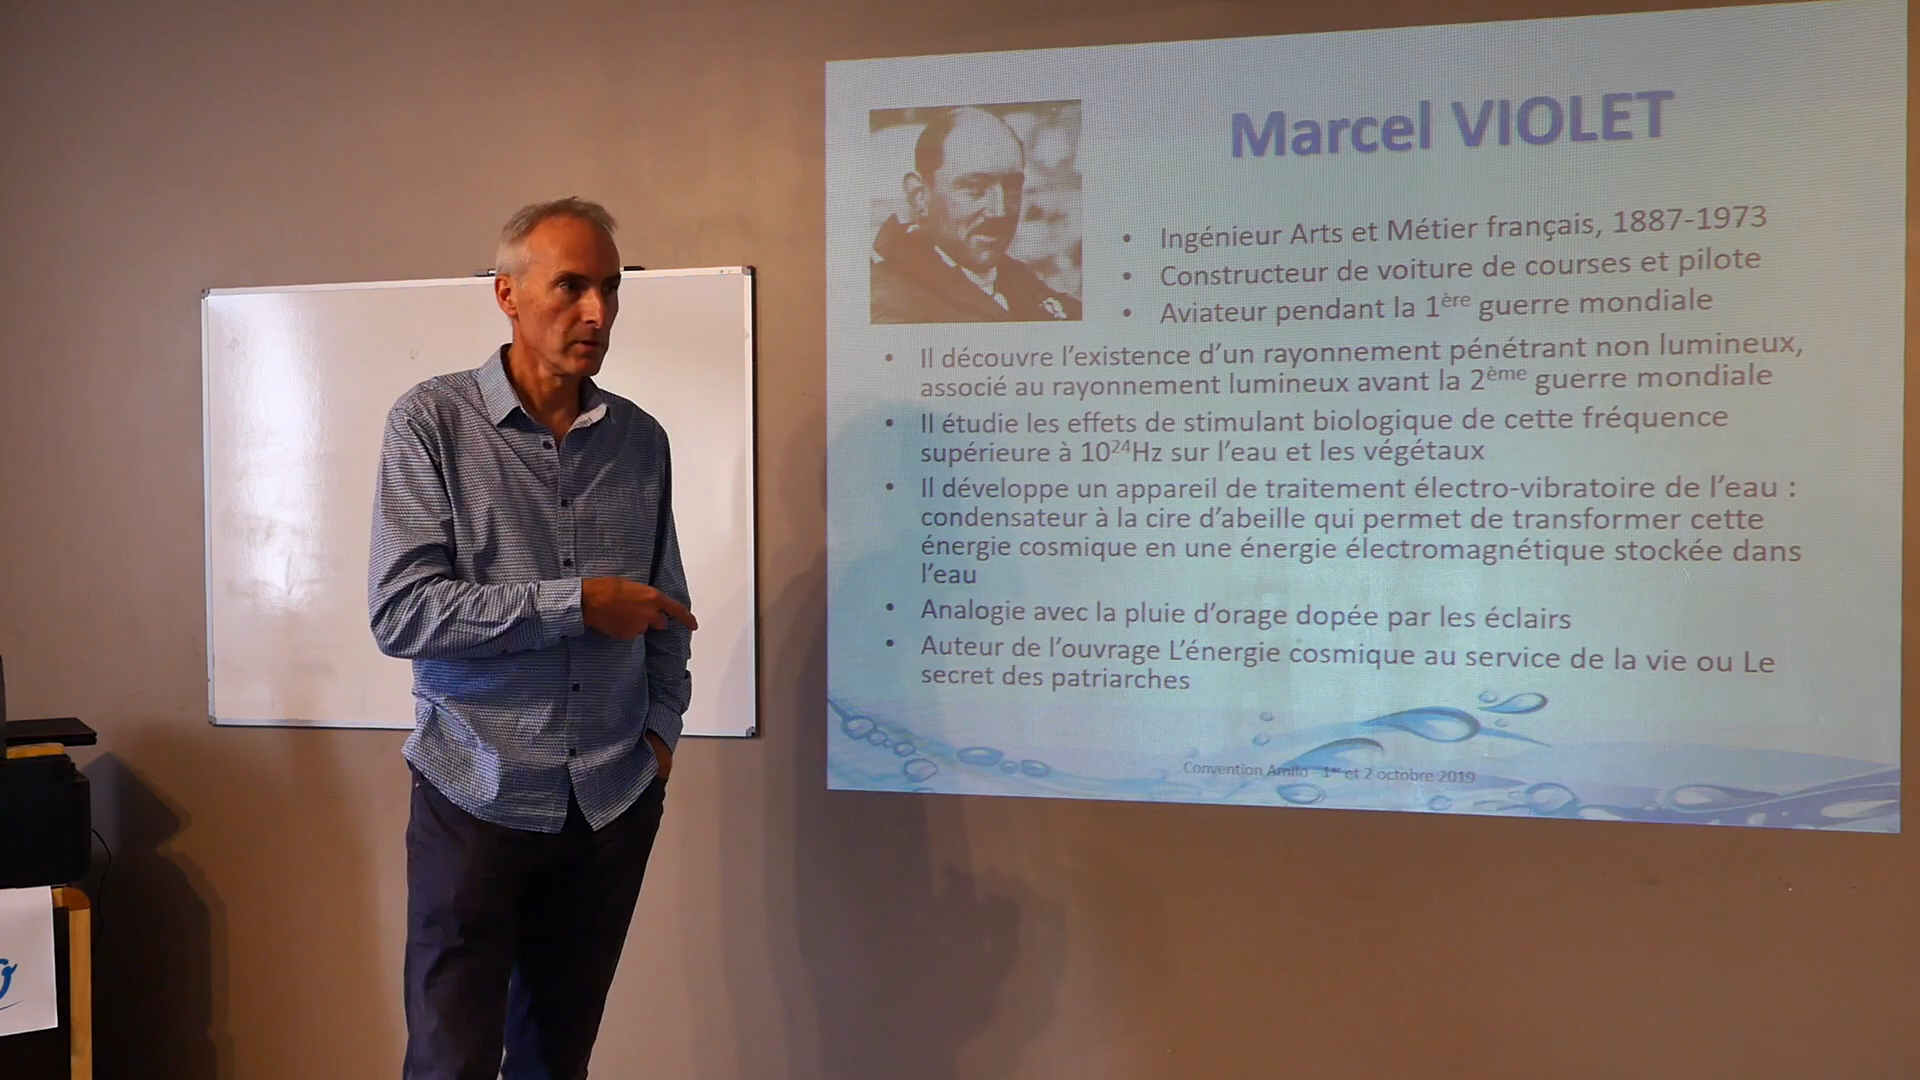 Marcel VIOLET
• Ingénieur Arts et Métier français, 1887-1973
• Constructeur de voiture de courses et pilote
• Aviateur pendant la 1ère guerre mondiale
• Il découvre l’existence d’un rayonnement pénétrant non lumineux,
associé au rayonnement lumineux avant la 2ème guerre mondiale
• Il étudie les effets de stimulant biologique de cette fréquence
supérieure à 10²⁴Hz sur l’eau et les végétaux
• Il développe un appareil de traitement électro-vibratoire de l’eau :
condensateur à la cire d’abeille qui permet de transformer cette
énergie cosmique en une énergie électromagnétique stockée dans
l’eau
• Analogie avec la pluie d’orage dopée par les éclairs
• Auteur de l’ouvrage L’énergie cosmique au service de la vie ou Le
secret des patriarches
Convention Amilo - 1er et 2 octobre 2019